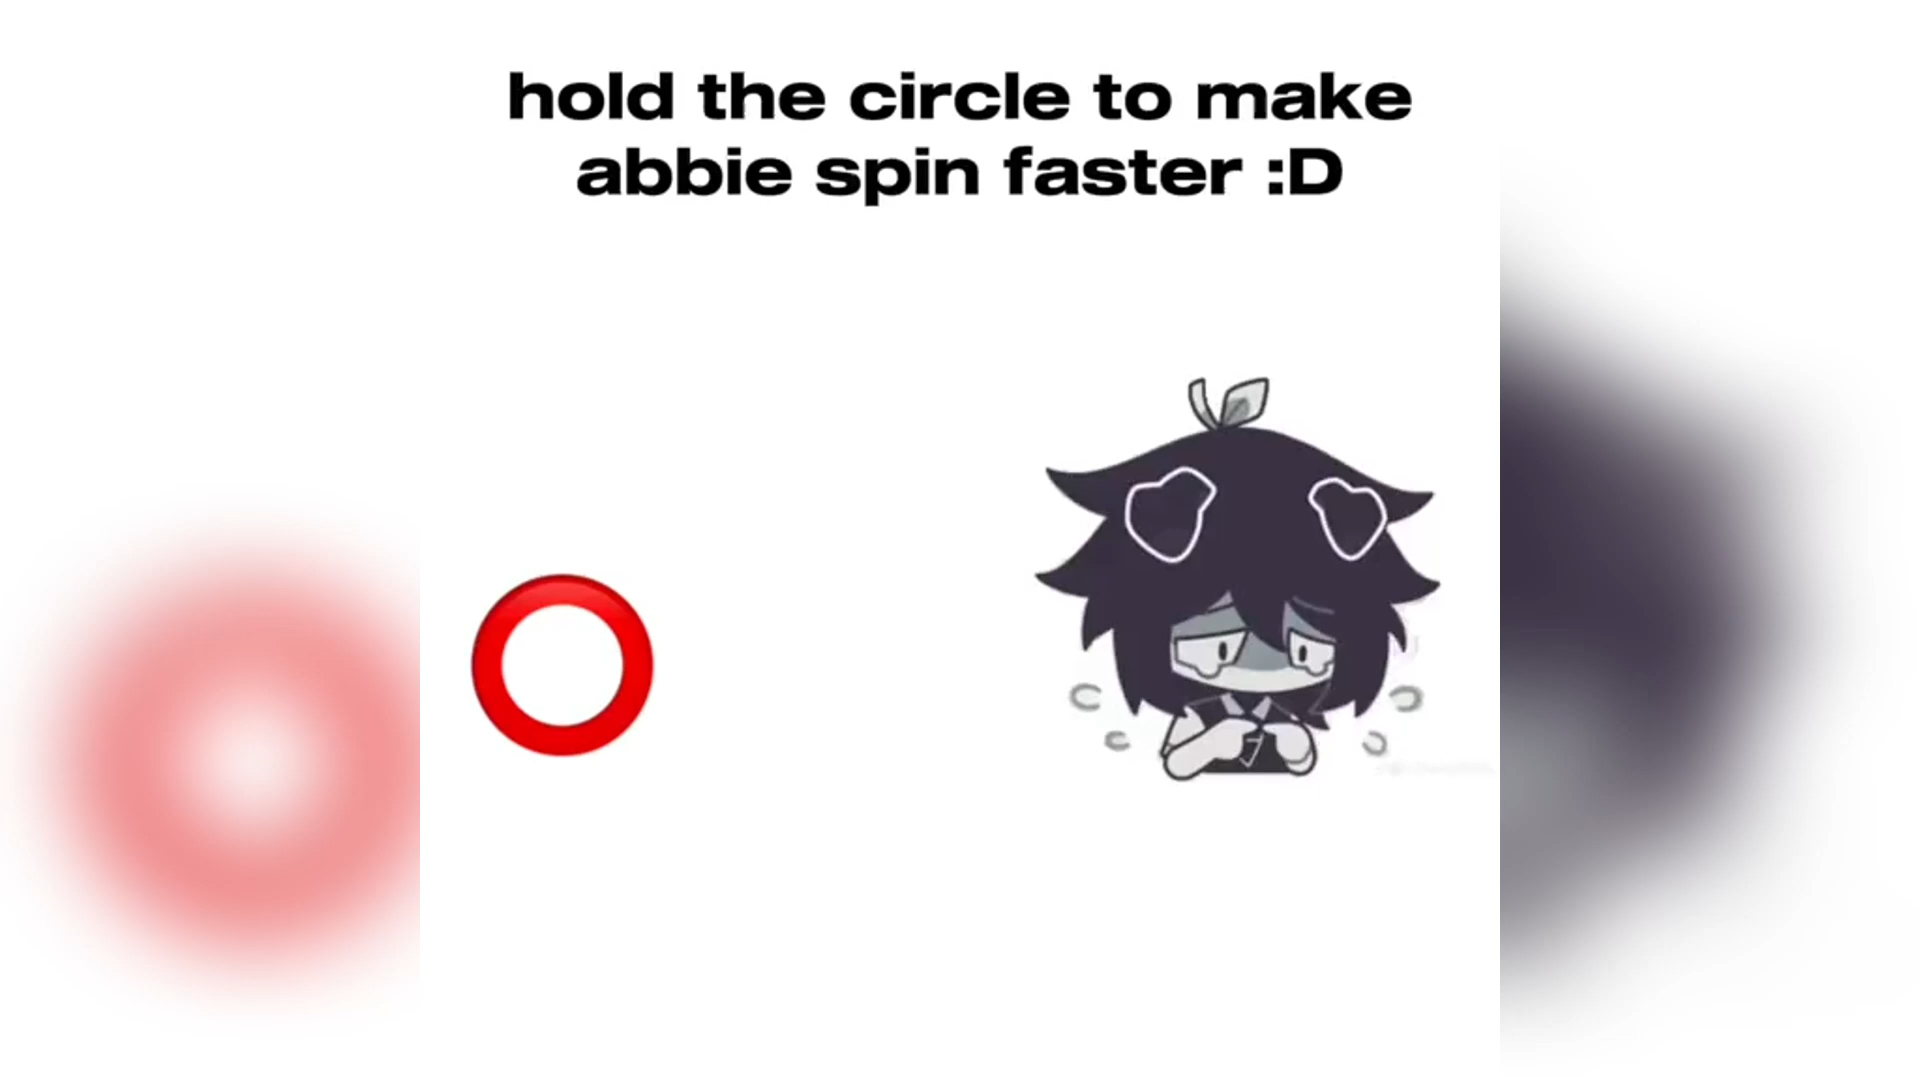 hold the circle to make
abbie spin faster :D